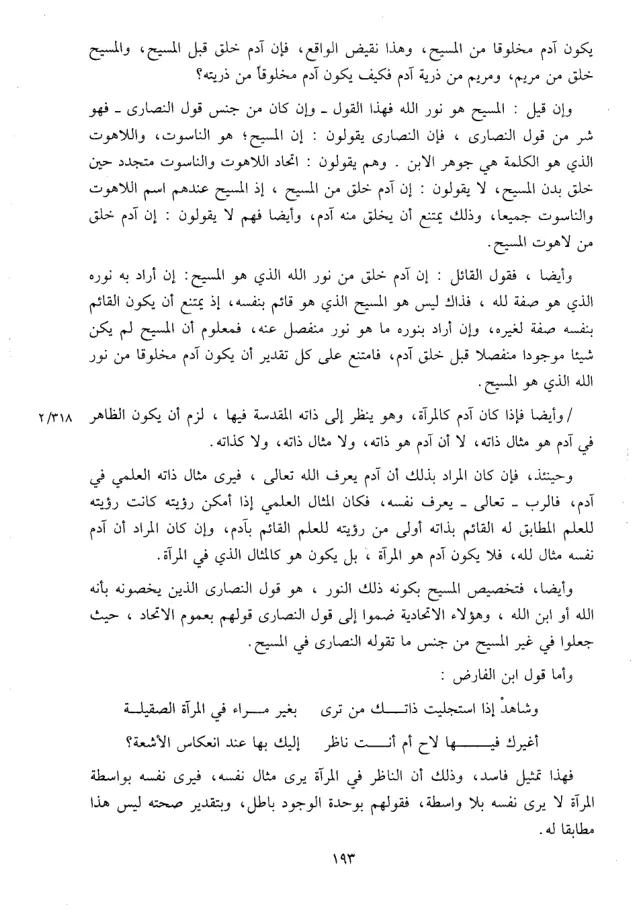 يكون آدم مخلوقا من المسيح، وهذا نقيض الواقع، فإن آدم خلق قبل المسيح، والمسيح
خلق من مريم، ومريم من ذرية آدم فكيف يكون آدم مخلوقاً من ذريته؟
وإن قيل : المسيح هو نور الله فهذا القول ـ وإن كان من جنس قول النصارى ـ فهو
شر من قول النصارى ، فإن النصارى يقولون : إن المسيح؛ هو الناسوت، واللاهوت
الذي هو الكلمة هي جوهر الابن . وهم يقولون : اتحاد اللاهوت والناسوت متجدد حين
خلق بدن المسيح، لا يقولون : إن آدم خلق من المسيح ، إذ المسيح عندهم اسم اللاهوت
والناسوت جميعا، وذلك يمتنع أن يخلق منه آدم، وأيضا فهم لا يقولون : إن آدم خلق
من لاهوت المسيح.
وأيضا ، فقول القائل : إن آدم خلق من نور الله الذي هو المسيح: إن أراد به نوره
الذي هو صفة لله ، فذاك ليس هو المسيح الذي هو قائم بنفسه، إذ يمتنع أن يكون القائم
بنفسه صفة لغيره، وإن أراد بنوره ما هو نور منفصل عنه، فمعلوم أن المسيح لم يكن
شيئا موجودا منفصلا قبل خلق آدم، فامتنع على كل تقدير أن يكون آدم مخلوقا من نور
الله الذي هو المسيح.
/ وأيضا فإذا كان آدم كالمرآة، وهو ينظر إلى ذاته المقدسة فيها ، لزم أن يكون الظاهر ٢/٣١٨
في آدم هو مثال ذاته، لا أن آدم هو ذاته، ولا مثال ذاته، ولا كذاته.
وحينئذ، فإن كان المراد بذلك أن آدم يعرف الله تعالى ، فيرى مثال ذاته العلمي في
آدم، فالرب ـ تعالى ـ يعرف نفسه، فكان المثال العلمي إذا أمكن رؤيته كانت رؤيته
للعلم المطابق له القائم بذاته أولى من رؤيته للعلم القائم بآدم، وإن كان المراد أن آدم
نفسه مثال لله، فلا يكون آدم هو المرآة ، بل يكون هو كالمثال الذي في المرآة.
وأيضا، فتخصيص المسيح بكونه ذلك النور ، هو قول النصارى الذين يخصونه بأنه
الله أو ابن الله ، وهؤلاء الاتحادية ضموا إلى قول النصارى قولهم بعموم الاتحاد ، حيث
جعلوا في غير المسيح من جنس ما تقوله النصارى في المسيح.
وأما قول ابن الفارض :
وشاهدْ إذا استجليت ذاتـــك من ترى بغير مـــراء في المرآة الصقيلـــة
أغيرك فيـــــها لاح أم أنــــت ناظر إليك بها عند انعكاس الأشعة؟
فهذا تمثيل فاسد، وذلك أن الناظر في المرآة يرى مثال نفسه، فيرى نفسه بواسطة
المرآة لا يرى نفسه بلا واسطة، فقولهم بوحدة الوجود باطل، وبتقدير صحته ليس هذا
مطابقا له.
١٩٣